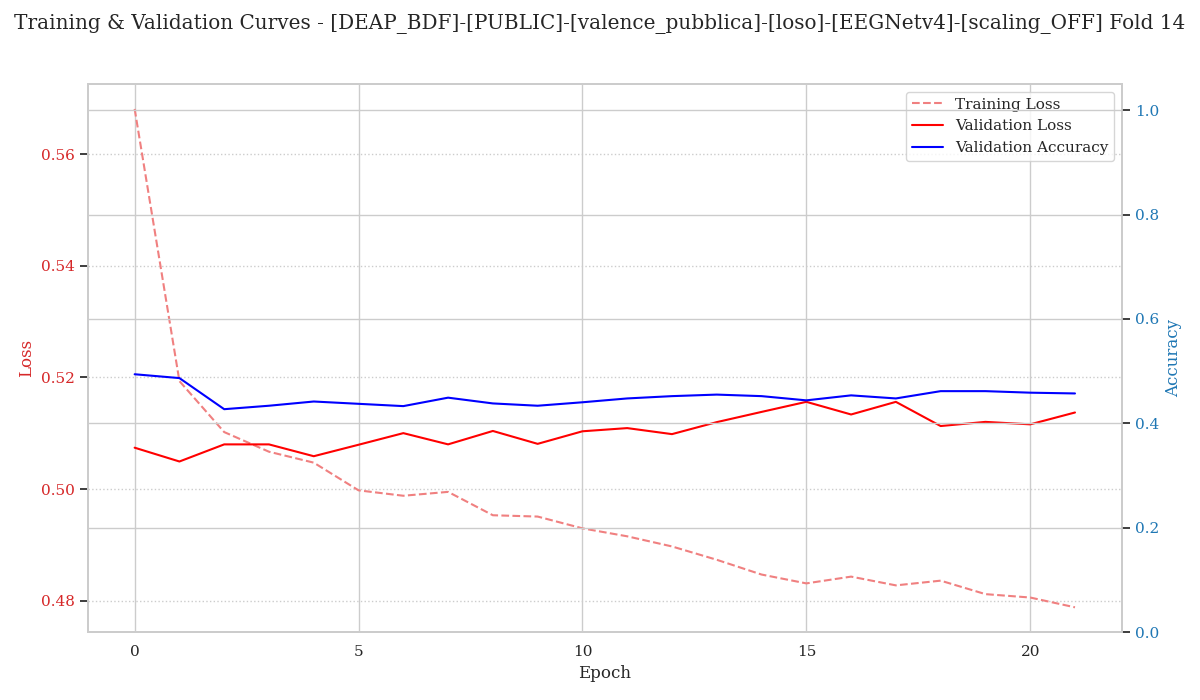 Training & Validation Curves - [DEAP_BDF]-[PUBLIC]-[valence_pubblica]-[loso]-[EEGNetv4]-[scaling_OFF] Fold 14
Training Loss
Validation Loss
Validation Accuracy
Loss
0.56
0.54
0.52
0.50
0.48
1.0
0.8
0.6
0.4
0.2
0.0
Accuracy
0
5
10
15
20
Epoch